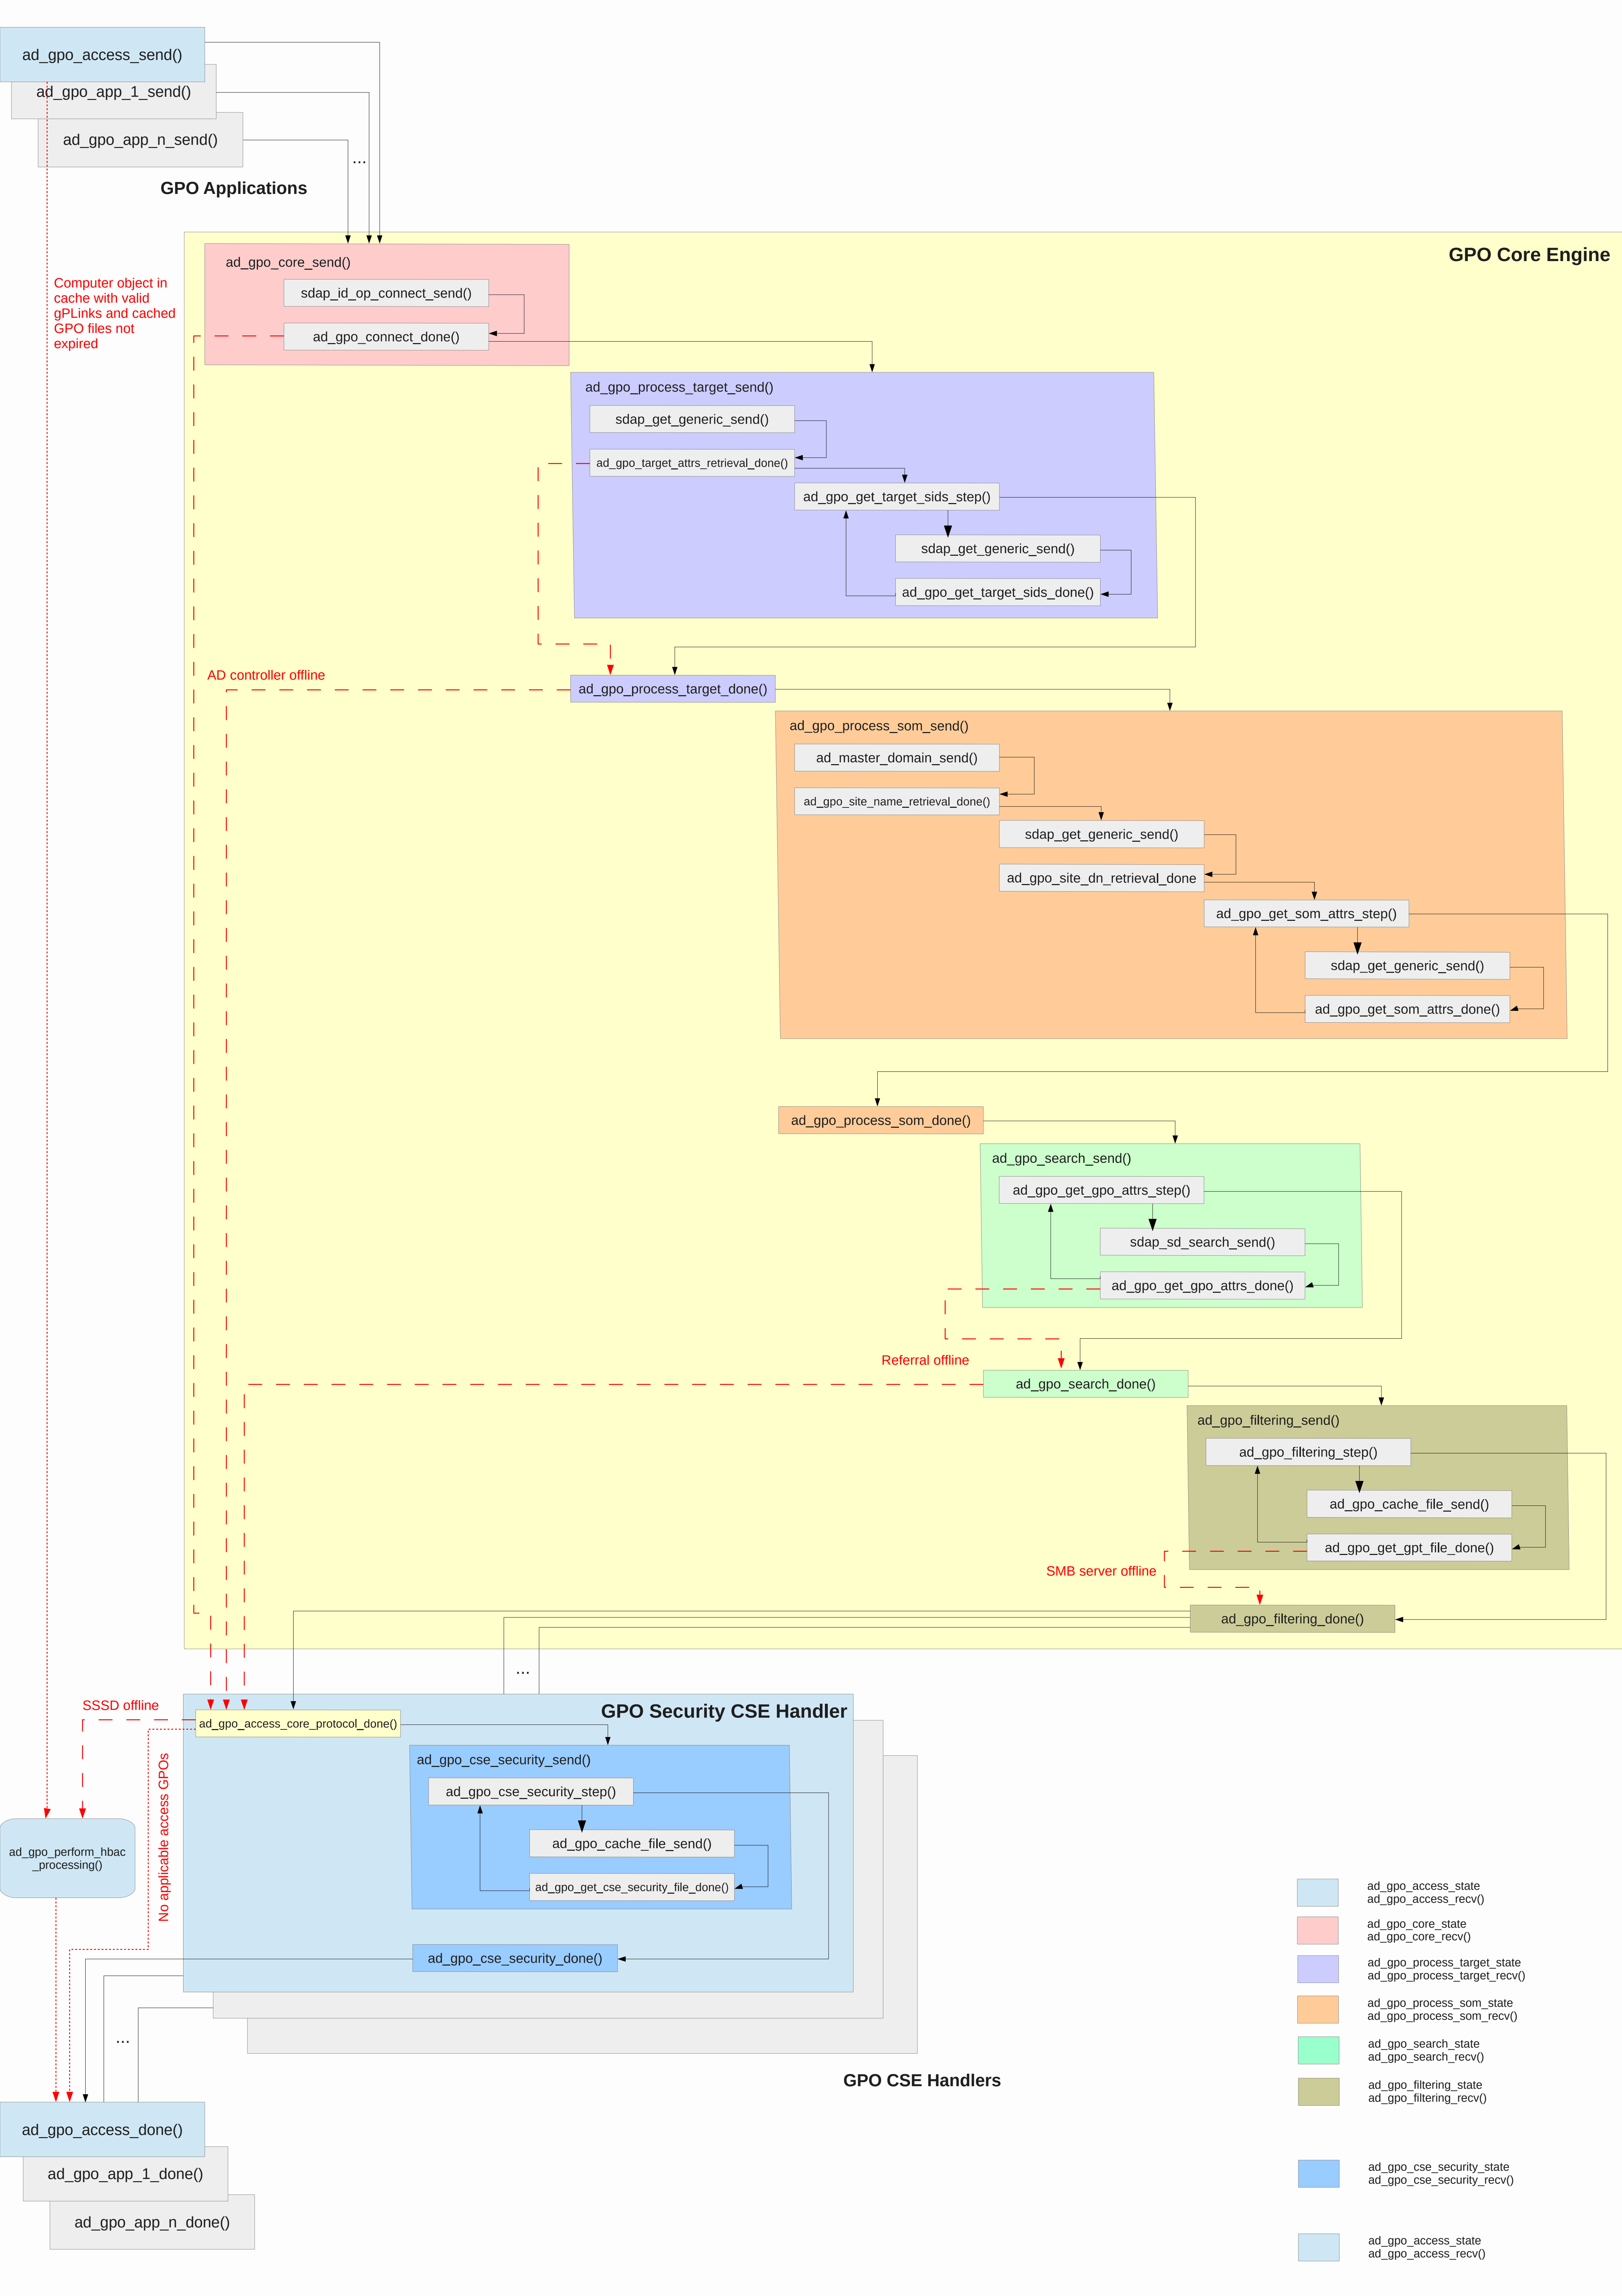 ad_gpo_access_send()
ad_gpo_app_1_send()
ad_gpo_app_n_send()
...
GPO Applications
GPO Core Engine
ad_gpo_core_send()
sdap_id_op_connect_send()
ad_gpo_connect_done()
Computer object in
cache with valid
gPLinks and cached
GPO files not
expired
ad_gpo_process_target_send()
sdap_get_generic_send()
ad_gpo_target_attrs_retrieval_done()
ad_gpo_get_target_sids_step()
sdap_get_generic_send()
ad_gpo_get_target_sids_done()
AD controller offline
ad_gpo_process_target_done()
ad_gpo_process_som_send()
ad_master_domain_send()
ad_gpo_site_name_retrieval_done()
sdap_get_generic_send()
ad_gpo_site_dn_retrieval_done
ad_gpo_get_som_attrs_step()
sdap_get_generic_send()
ad_gpo_get_som_attrs_done()
ad_gpo_process_som_done()
ad_gpo_search_send()
ad_gpo_get_gpo_attrs_step()
sdap_sd_search_send()
ad_gpo_get_gpo_attrs_done()
Referral offline
ad_gpo_search_done()
ad_gpo_filtering_send()
ad_gpo_filtering_step()
ad_gpo_cache_file_send()
ad_gpo_get_gpt_file_done()
SMB server offline
ad_gpo_filtering_done()
...
SSSD offline
GPO Security CSE Handler
ad_gpo_access_core_protocol_done()
ad_gpo_cse_security_send()
ad_gpo_cse_security_step()
ad_gpo_cache_file_send()
ad_gpo_get_cse_security_file_done()
No applicable access GPOs
ad_gpo_perform_hbac
_processing()
ad_gpo_cse_security_done()
...
GPO CSE Handlers
ad_gpo_access_done()
ad_gpo_app_1_done()
ad_gpo_app_n_done()
ad_gpo_access_state
ad_gpo_access_recv()
ad_gpo_core_state
ad_gpo_core_recv()
ad_gpo_process_target_state
ad_gpo_process_target_recv()
ad_gpo_process_som_state
ad_gpo_process_som_recv()
ad_gpo_search_state
ad_gpo_search_recv()
ad_gpo_filtering_state
ad_gpo_filtering_recv()
ad_gpo_cse_security_state
ad_gpo_cse_security_recv()
ad_gpo_access_state
ad_gpo_access_recv()